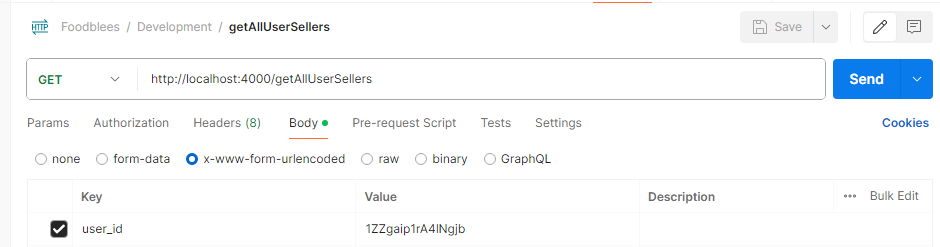 HTTP Foodblees / Development / getAllUserSellers Save
GET http://localhost:4000/getAllUserSellers Send
Params Authorization Headers (8) Body Pre-request Script Tests Settings Cookies
none form-data x-www-form-urlencoded raw binary GraphQL
Key Value Description Bulk Edit
user_id 1ZZgaip1rA4lNgjb